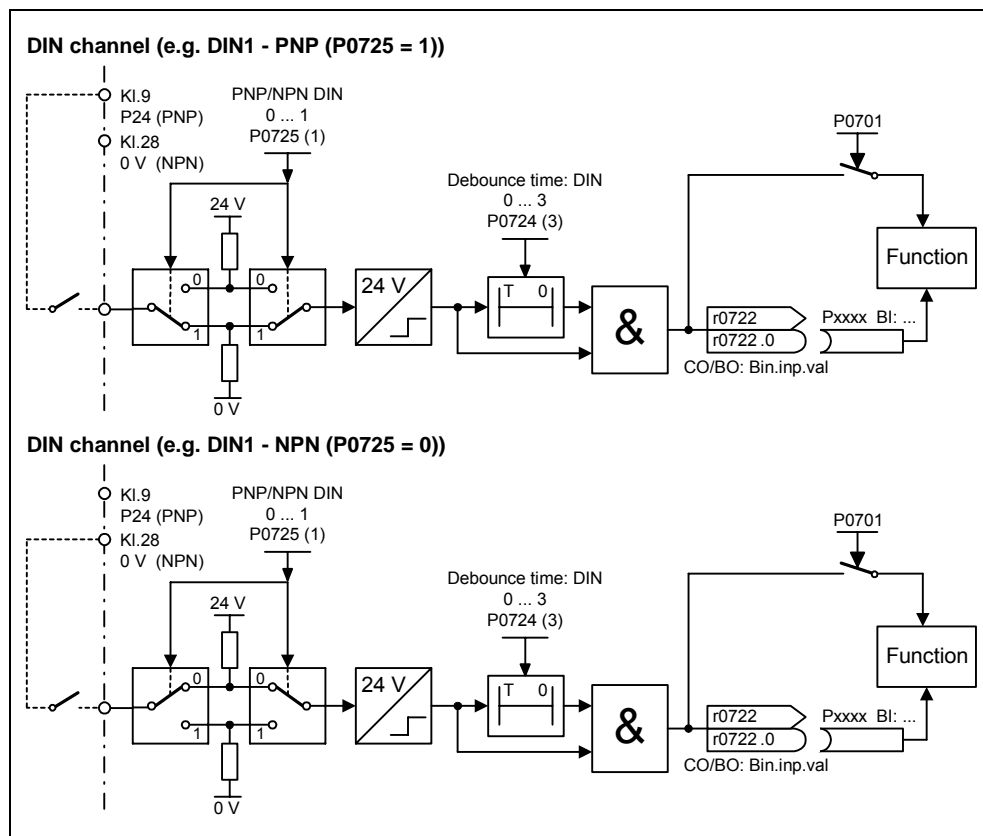 DIN channel (e.g. DIN1 - PNP (P0725 = 1))
Kl.9
P24 (PNP)
Kl.28
0 V (NPN)
PNP/NPN DIN
0 ... 1
P0725 (1)
24 V
0
0
1
1
0 V
24 V
Debounce time: DIN
0 ... 3
P0724 (3)
T 0
&
P0701
Function
r0722
r0722 .0
CO/BO: Bin.inp.val
Pxxxx BI: ...
DIN channel (e.g. DIN1 - NPN (P0725 = 0))
Kl.9
P24 (PNP)
Kl.28
0 V (NPN)
PNP/NPN DIN
0 ... 1
P0725 (1)
24 V
0
0
1
1
0 V
24 V
Debounce time: DIN
0 ... 3
P0724 (3)
T 0
&
P0701
Function
r0722
r0722 .0
CO/BO: Bin.inp.val
Pxxxx BI: ...